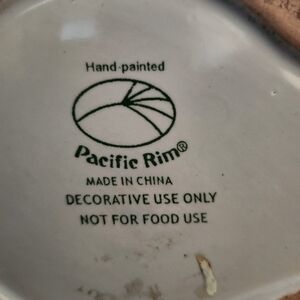 Hand-painted
Pacific Rim®
MADE IN CHINA
DECORATIVE USE ONLY
NOT FOR FOOD USE